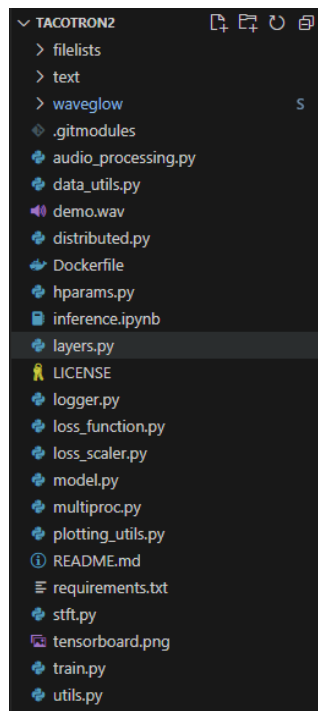 TACOTRON2
filelists
text
waveglow S
.gitmodules
audio_processing.py
data_utils.py
demo.wav
distributed.py
Dockerfile
hparams.py
inference.ipynb
layers.py
LICENSE
logger.py
loss_function.py
loss_scaler.py
model.py
multiproc.py
plotting_utils.py
README.md
requirements.txt
stft.py
tensorboard.png
train.py
utils.py